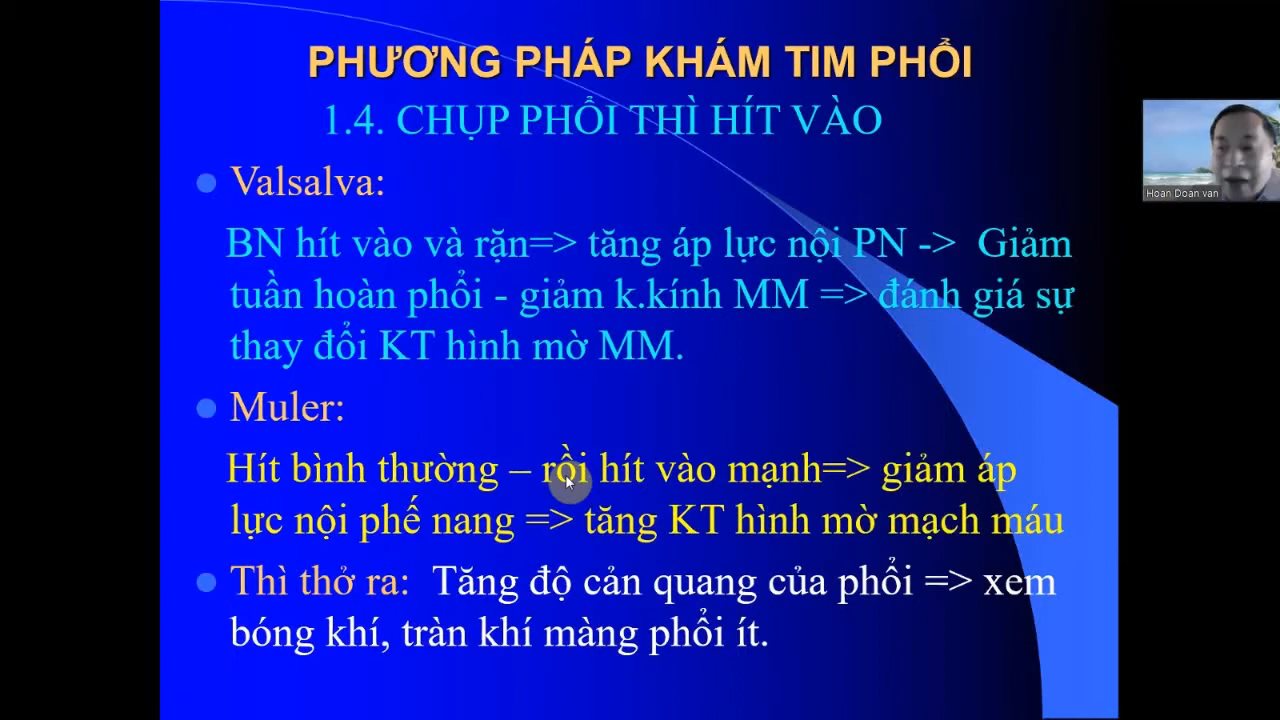 PHƯƠNG PHÁP KHÁM TIM PHỔI
1.4. CHỤP PHỔI THÌ HÍT VÀO
Valsalva:
BN hít vào và rặn=> tăng áp lực nội PN -> Giảm
tuần hoàn phổi - giảm k.kính MM => đánh giá sự
thay đổi KT hình mờ MM.
Muler:
Hít bình thường – rồi hít vào mạnh=> giảm áp
lực nội phế nang => tăng KT hình mờ mạch máu
Thì thở ra: Tăng độ cản quang của phổi => xem
bóng khí, tràn khí màng phổi ít.
Hoan Doan van